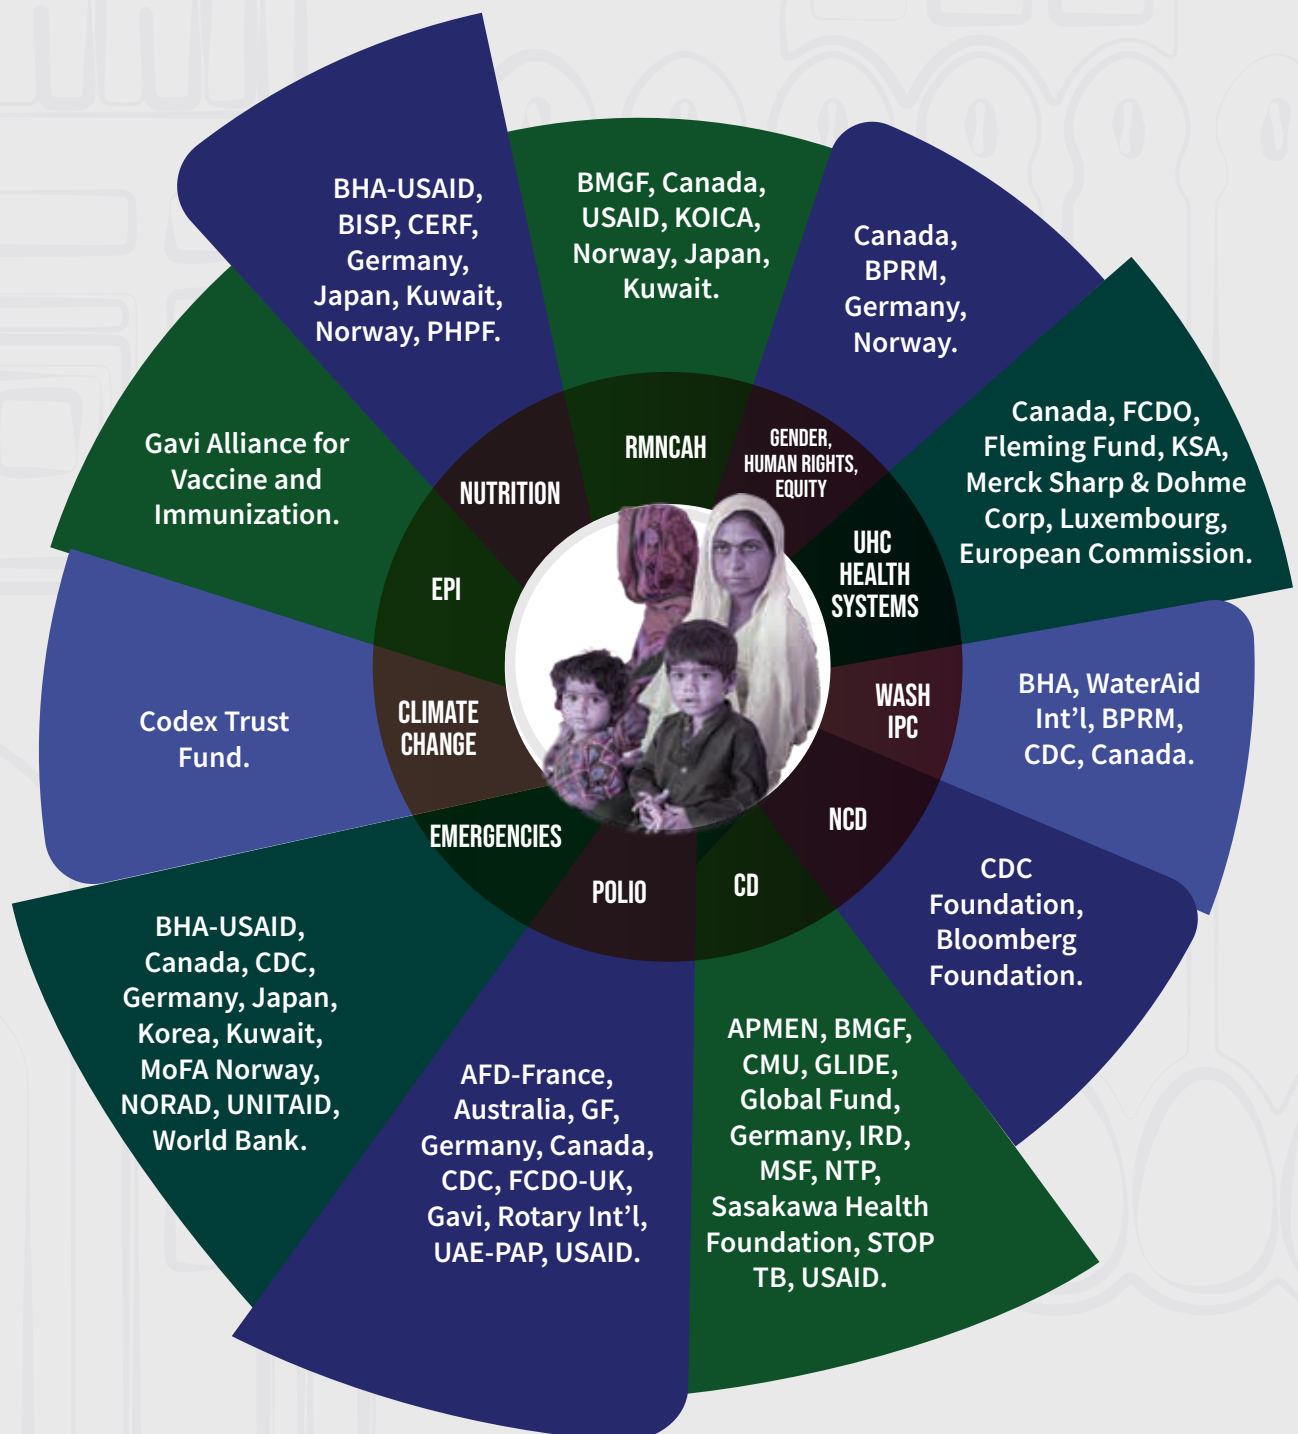 BMGF, Canada,
USAID, KOICA,
Norway, Japan,
Kuwait.
RMNCAH
Canada,
BPRM,
Germany,
Norway.
GENDER,
HUMAN RIGHTS,
EQUITY
Canada, FCDO,
Fleming Fund, KSA,
Merck Sharp & Dohme
Corp, Luxembourg,
European Commission.
UHC
HEALTH
SYSTEMS
BHA, WaterAid
Int’l, BPRM,
CDC, Canada.
WASH
IPC
CDC
Foundation,
Bloomberg
Foundation.
NCD
APMEN, BMGF,
CMU, GLIDE,
Global Fund,
Germany, IRD,
MSF, NTP,
Sasakawa Health
Foundation, STOP
TB, USAID.
CD
AFD-France,
Australia, GF,
Germany, Canada,
CDC, FCDO-UK,
Gavi, Rotary Int’l,
UAE-PAP, USAID.
POLIO
BHA-USAID,
Canada, CDC,
Germany, Japan,
Korea, Kuwait,
MoFA Norway,
NORAD, UNITAID,
World Bank.
EMERGENCIES
Codex Trust
Fund.
CLIMATE
CHANGE
Gavi Alliance for
Vaccine and
Immunization.
EPI
BHA-USAID,
BISP, CERF,
Germany,
Japan, Kuwait,
Norway, PHPF.
NUTRITION